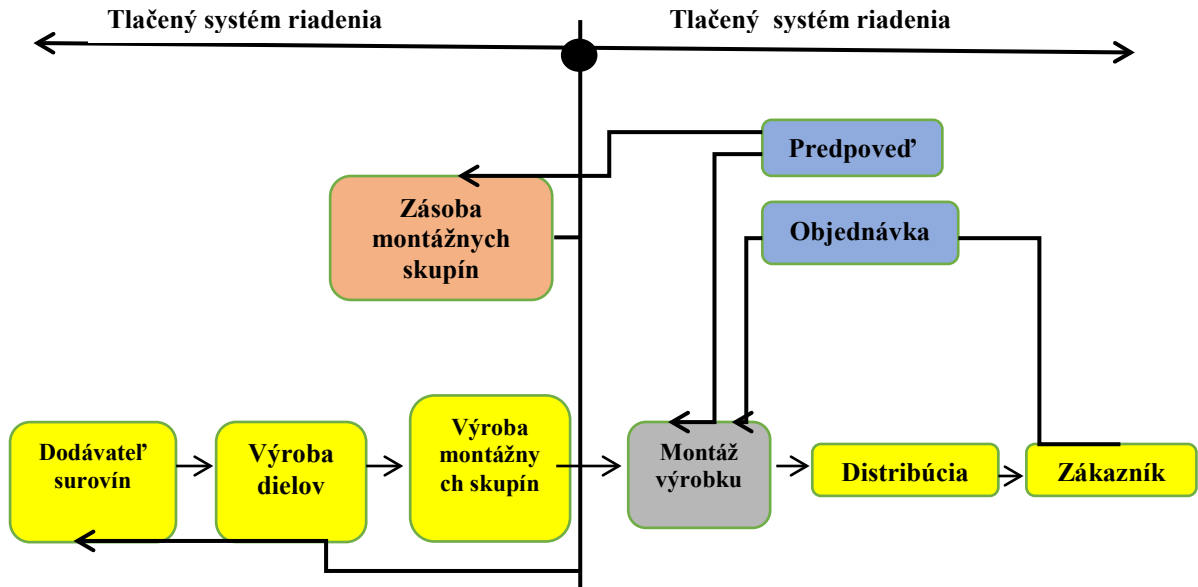 Tlačený systém riadenia
Tlačený systém riadenia
Predpoveď
Zásoba
montážnych
skupín
Objednávka
Dodávateľ
surovín
Výroba
dielov
Výroba
montážny
ch skupín
Montáž
výrobku
Distribúcia
Zákazník